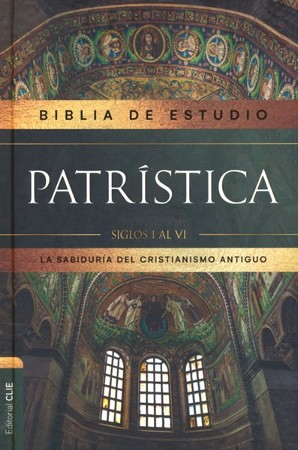 BIBLIA DE ESTUDIO
PATRÍSTICA
SIGLOS I AL VI
LA SABIDURÍA DEL CRISTIANISMO ANTIGUO
Editorial CLIE